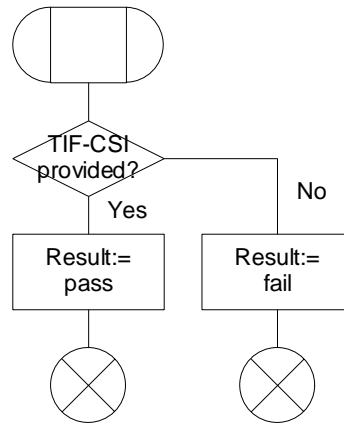 TIF-CSI
provided?
Yes
No
Result:=
pass
Result:=
fail